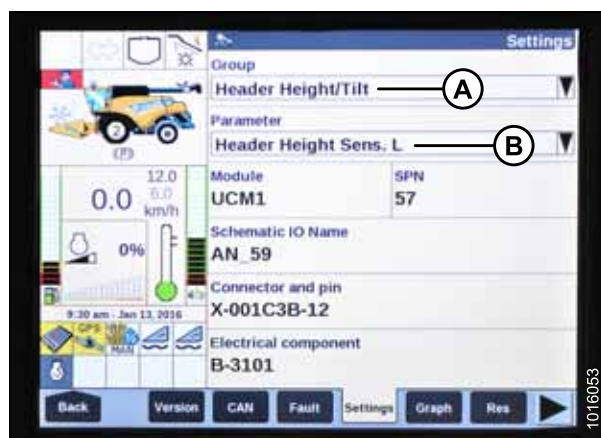 Settings
Group
Header Height/Tilt
A
Parameter
Header Height Sens. L
B
2
(P)
Module
SPN
UCM1
57
12.0
6.0
0.0
km/h
Schematic IO Name
AN_59
0%
Connector and pin
X-001C3B-12
9:30 am - Jan 13, 2016
GPS
MAN
Electrical component
B-3101
Back
Version
CAN
Fault
Settings
Graph
Res
1016053